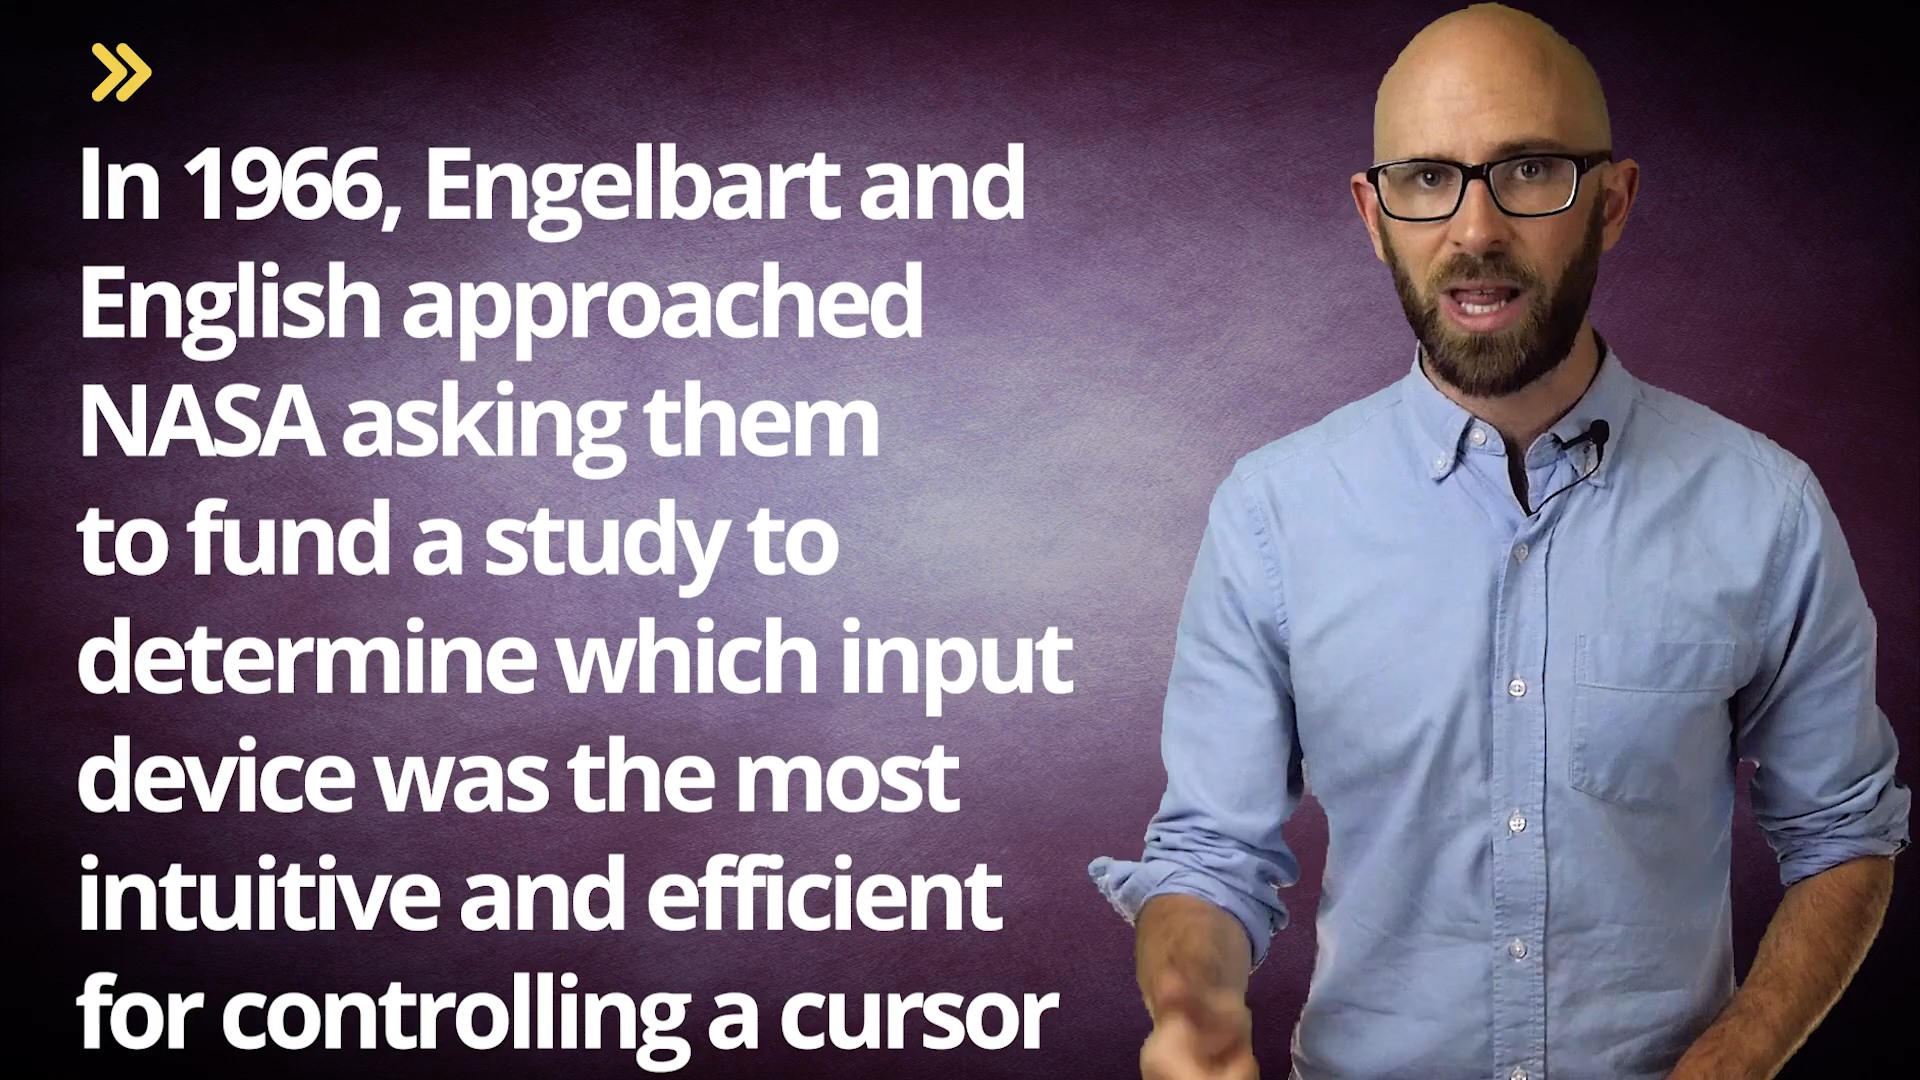 In 1966, Engelbart and
English approached
NASA asking them
to fund a study to
determine which input
device was the most
intuitive and efficient
for controlling a cursor